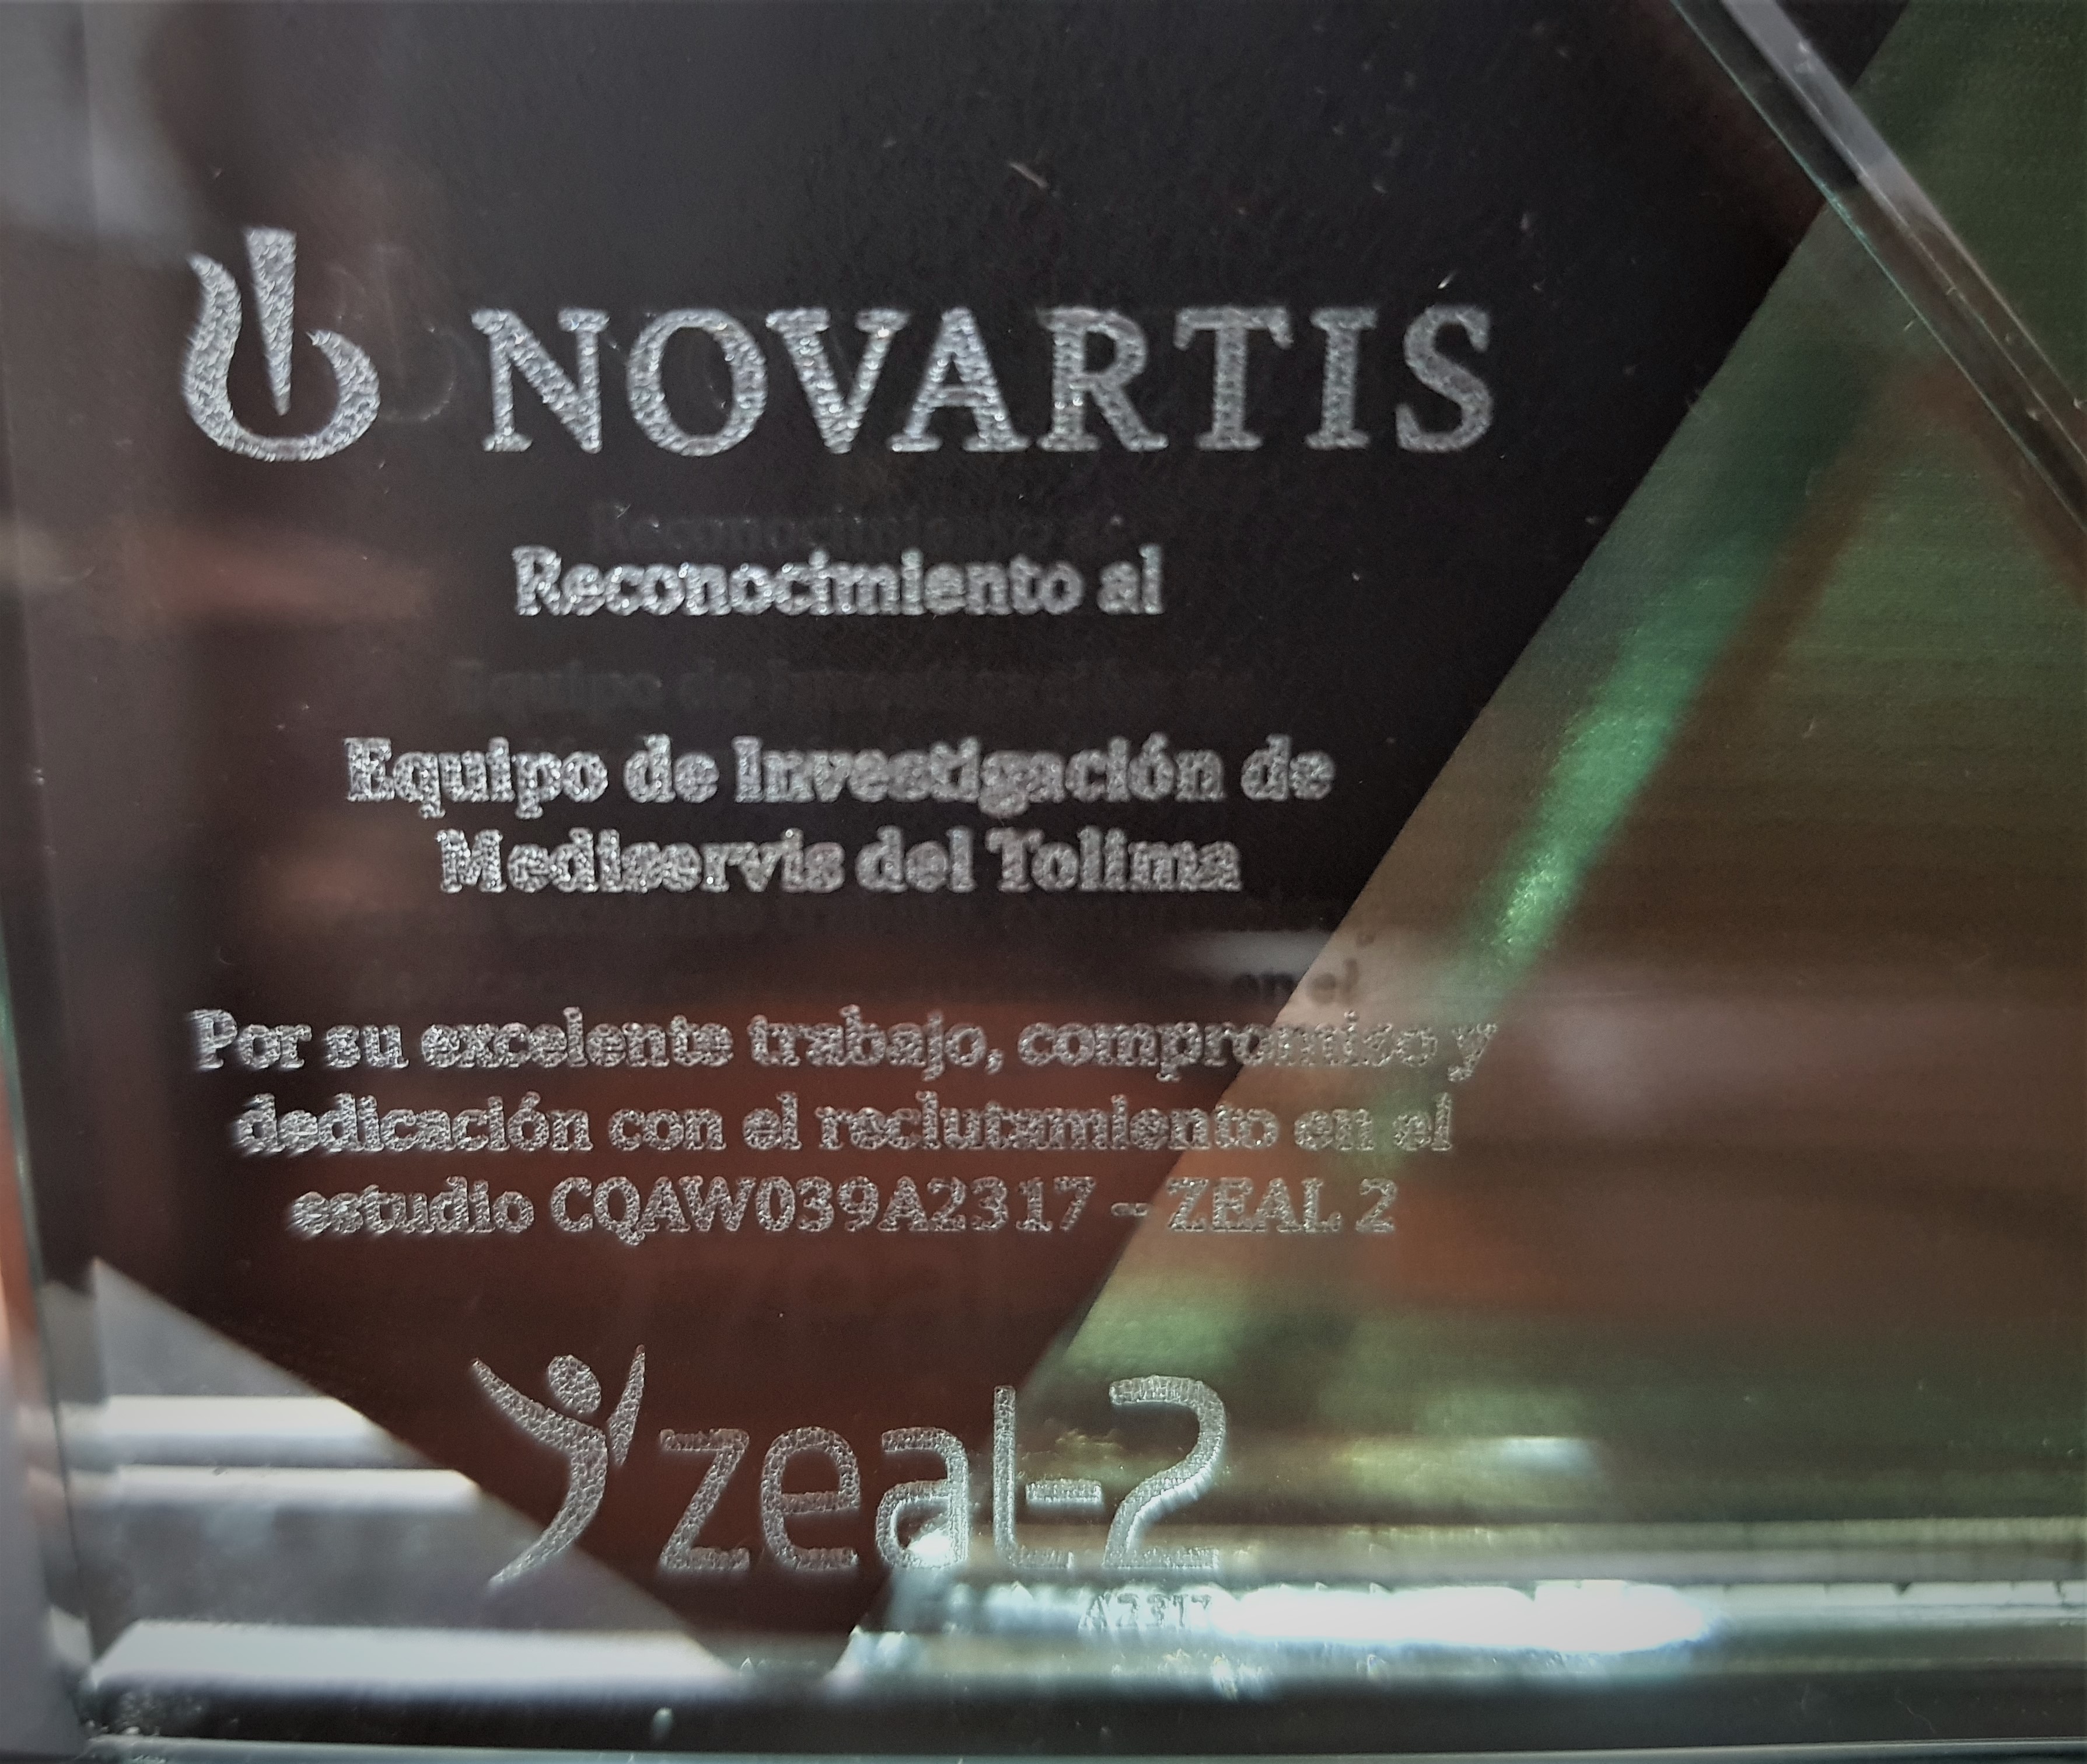 NOVARTIS
Reconocimiento al
Equipo de Investigación de
Mediservis del Tolima
Por su excelente trabajo, compromiso y
dedicación con el reclutamiento en el
estudio CQAW039A2317 - ZEAL 2
zeal-2
A2317